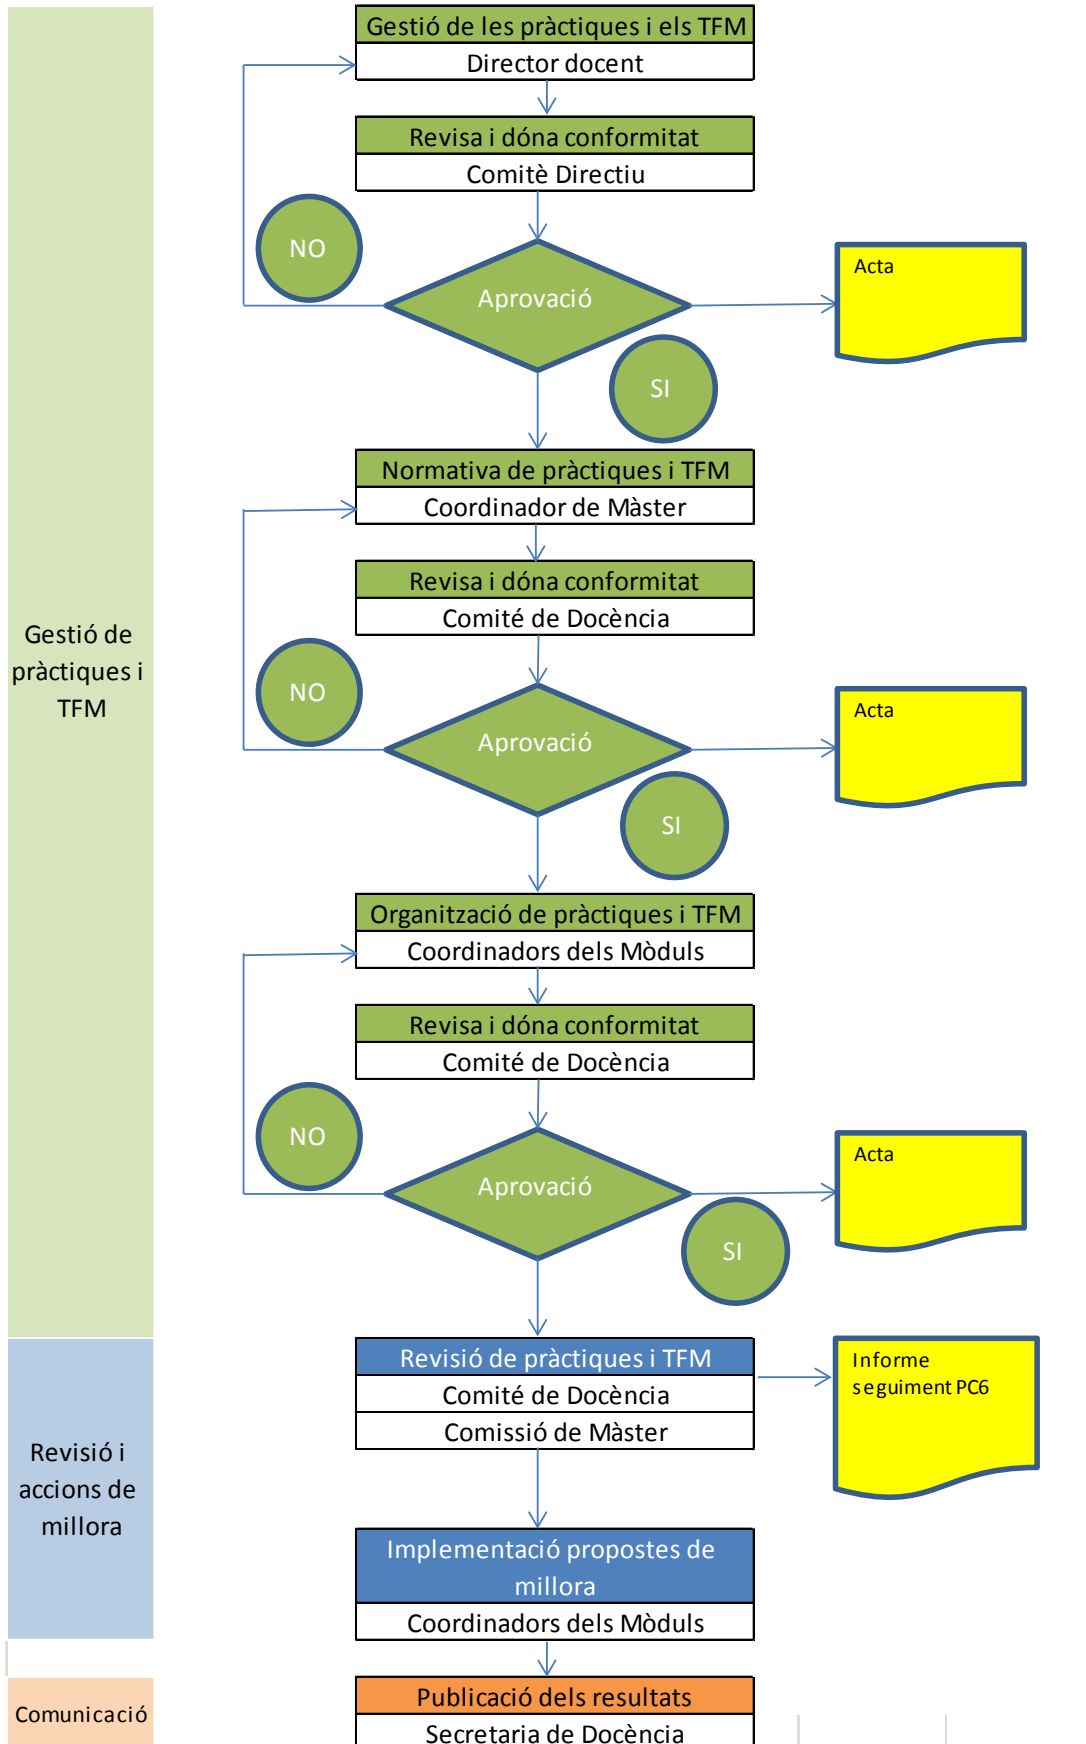 Gestió de les pràctiques i els TFM
Director docent
Revisa i dóna conformitat
Comitè Directiu
NO
Aprovació
Acta
SI
Normativa de pràctiques i TFM
Coordinador de Màster
Revisa i dóna conformitat
Comité de Docència
Gestió de
pràctiques i
TFM
NO
Aprovació
Acta
SI
Organització de pràctiques i TFM
Coordinadors dels Mòduls
Revisa i dóna conformitat
Comité de Docència
NO
Aprovació
Acta
SI
Revisió de pràctiques i TFM
Comité de Docència
Comissió de Màster
Informe
seguiment PC6
Revisió i
accions de
millora
Implementació propostes de
millora
Coordinadors dels Mòduls
Comunicació
Publicació dels resultats
Secretaria de Docència